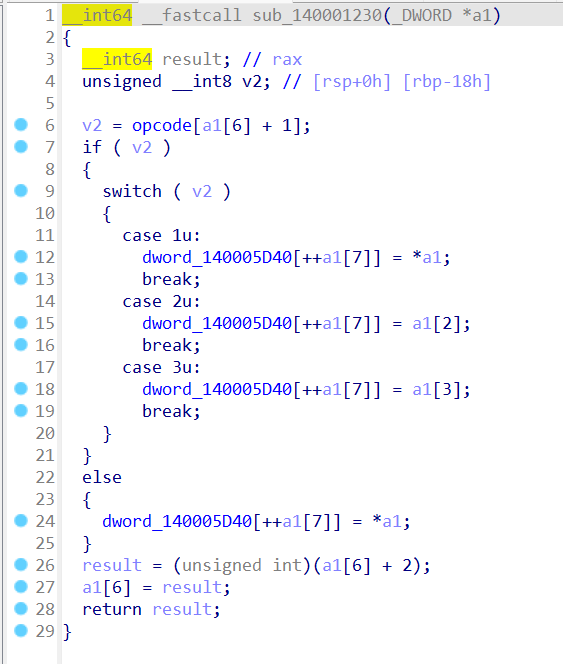 1 __int64 __fastcall sub_140001230(_DWORD *a1)
2 {
3   __int64 result; // rax
4   unsigned __int8 v2; // [rsp+0h] [rbp-18h]
5
6   v2 = opcode[a1[6] + 1];
7   if ( v2 )
8   {
9     switch ( v2 )
10     {
11       case 1u:
12         dword_140005D40[++a1[7]] = *a1;
13         break;
14       case 2u:
15         dword_140005D40[++a1[7]] = a1[2];
16         break;
17       case 3u:
18         dword_140005D40[++a1[7]] = a1[3];
19         break;
20     }
21   }
22   else
23   {
24     dword_140005D40[++a1[7]] = *a1;
25   }
26   result = (unsigned int)(a1[6] + 2);
27   a1[6] = result;
28   return result;
29 }